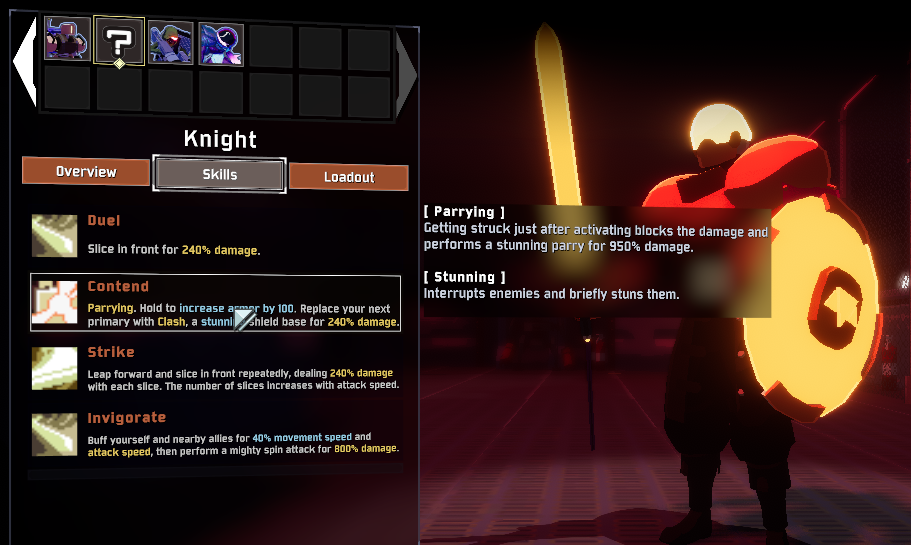 ?
Knight
Overview
Skills
Loadout
Duel
Slice in front for 240% damage.
Contend
Parrying. Hold to increase armor by 100. Replace your next
primary with Clash, a stunning shield base for 240% damage.
Strike
Leap forward and slice in front repeatedly, dealing 240% damage
with each slice. The number of slices increases with attack speed.
Invigorate
Buff yourself and nearby allies for 40% movement speed and
attack speed, then perform a mighty spin attack for 800% damage.
[ Parrying ]
Getting struck just after activating blocks the damage and
performs a stunning parry for 950% damage.
[ Stunning ]
Interrupts enemies and briefly stuns them.